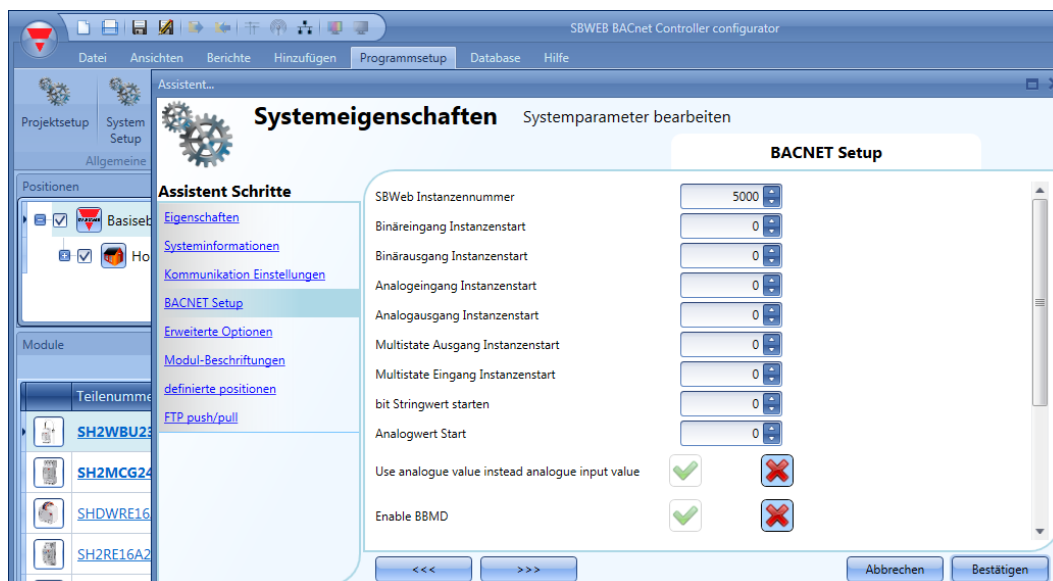 SBWEB BACnet Controller configurator
Datei Ansichten Berichte Hinzufügen Programmsetup Database Hilfe
Projektsetup System Setup
Allgemeine
Assistent...
Systemeigenschaften Systemparameter bearbeiten
BACNET Setup
Positionen
Basiseb
Ho
Module
Teilenumme
SH2WBU23
SH2MCG24
SHDWRE16
SH2RE16A2
Assistent Schritte
Eigenschaften
Systeminformationen
Kommunikation Einstellungen
BACNET Setup
Erweiterte Optionen
Modul-Beschriftungen
definierte positionen
FTP push/pull
SBWeb Instanzennummer 5000
Binäreingang Instanzenstart 0
Binärausgang Instanzenstart 0
Analogeingang Instanzenstart 0
Analogausgang Instanzenstart 0
Multistate Ausgang Instanzenstart 0
Multistate Eingang Instanzenstart 0
bit Stringwert starten 0
Analogwert Start 0
Use analogue value instead analogue input value
Enable BBMD
<<< >>> Abbrechen Bestätigen